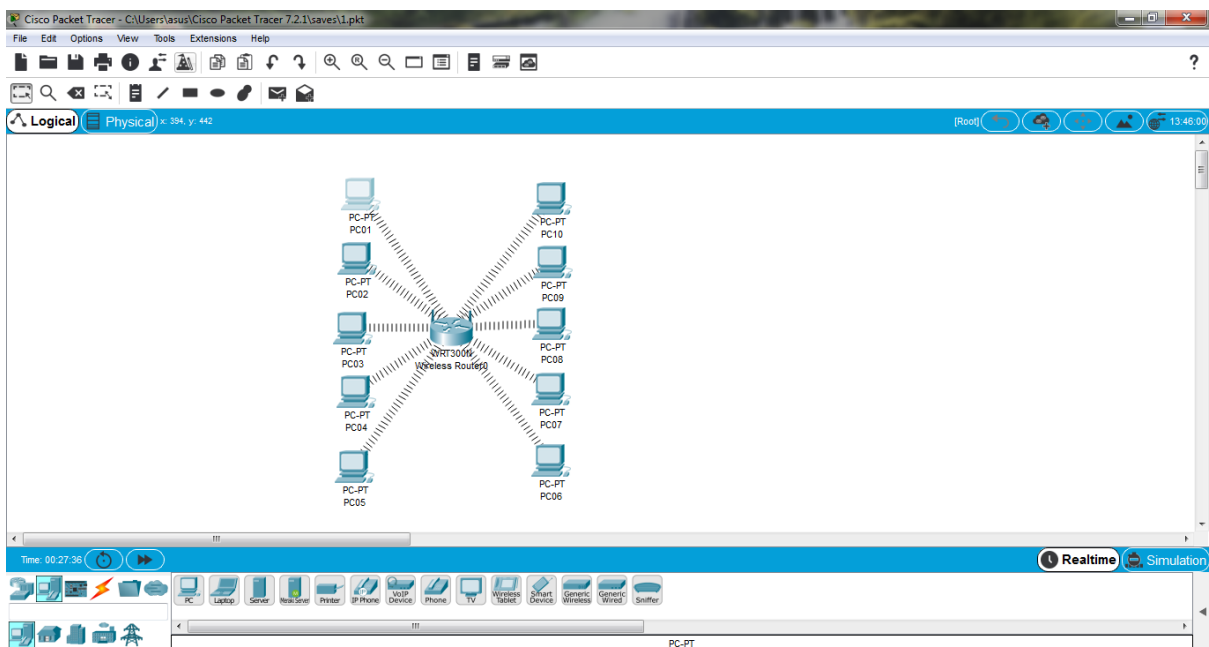 Cisco Packet Tracer - C:\Users\asus\Cisco Packet Tracer 7.2.1\saves\1.pkt
File Edit Options View Tools Extensions Help
?
Logical Physical x: 394, y: 442 [Root] 13:46:00
PC-PT
PC01
PC-PT
PC10
PC-PT
PC02
PC-PT
PC09
PC-PT
PC03
PC-PT
PC08
WRT300N
Wireless Router0
PC-PT
PC04
PC-PT
PC07
PC-PT
PC05
PC-PT
PC06
Time: 00:27:36 Realtime Simulation
PC Laptop Server Meraki Server Printer IP Phone VoIP Device Phone TV Wireless Tablet Smart Device Generic Wireless Generic Wired Sniffer
PC-PT